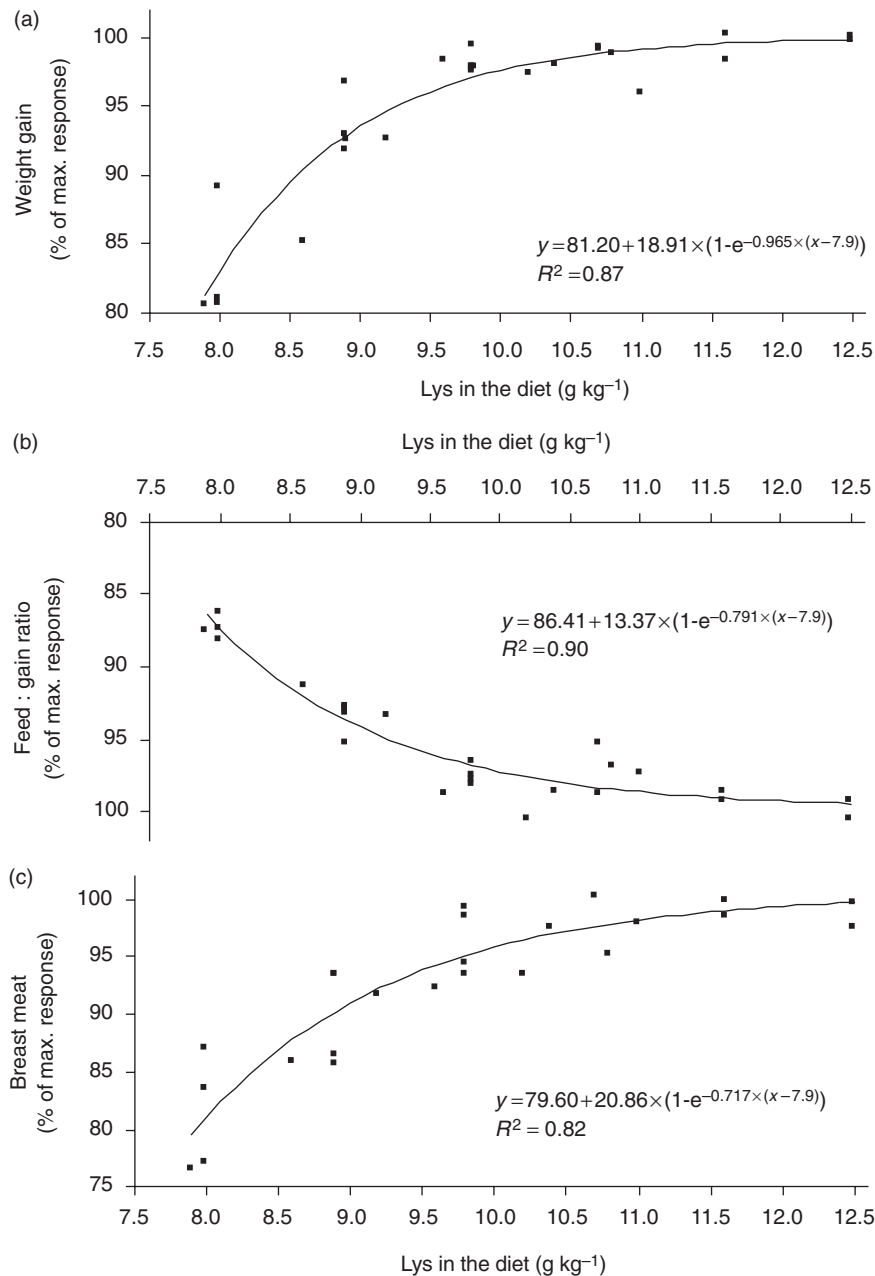 (a)
Weight gain
(% of max. response)
100
95
90
85
80
y = 81.20+18.91×(1-e–0.965×(x–7.9))
R² =0.87
7.5 8.0 8.5 9.0 9.5 10.0 10.5 11.0 11.5 12.0 12.5
Lys in the diet (g kg–1)
(b)
Lys in the diet (g kg–1)
7.5 8.0 8.5 9.0 9.5 10.0 10.5 11.0 11.5 12.0 12.5
Feed : gain ratio
(% of max. response)
80
85
90
95
100
y = 86.41+13.37×(1-e–0.791×(x–7.9))
R² =0.90
(c)
Breast meat
(% of max. response)
100
95
90
85
80
75
y=79.60+20.86×(1-e–0.717×(x–7.9))
R² = 0.82
7.5 8.0 8.5 9.0 9.5 10.0 10.5 11.0 11.5 12.0 12.5
Lys in the diet (g kg–1)